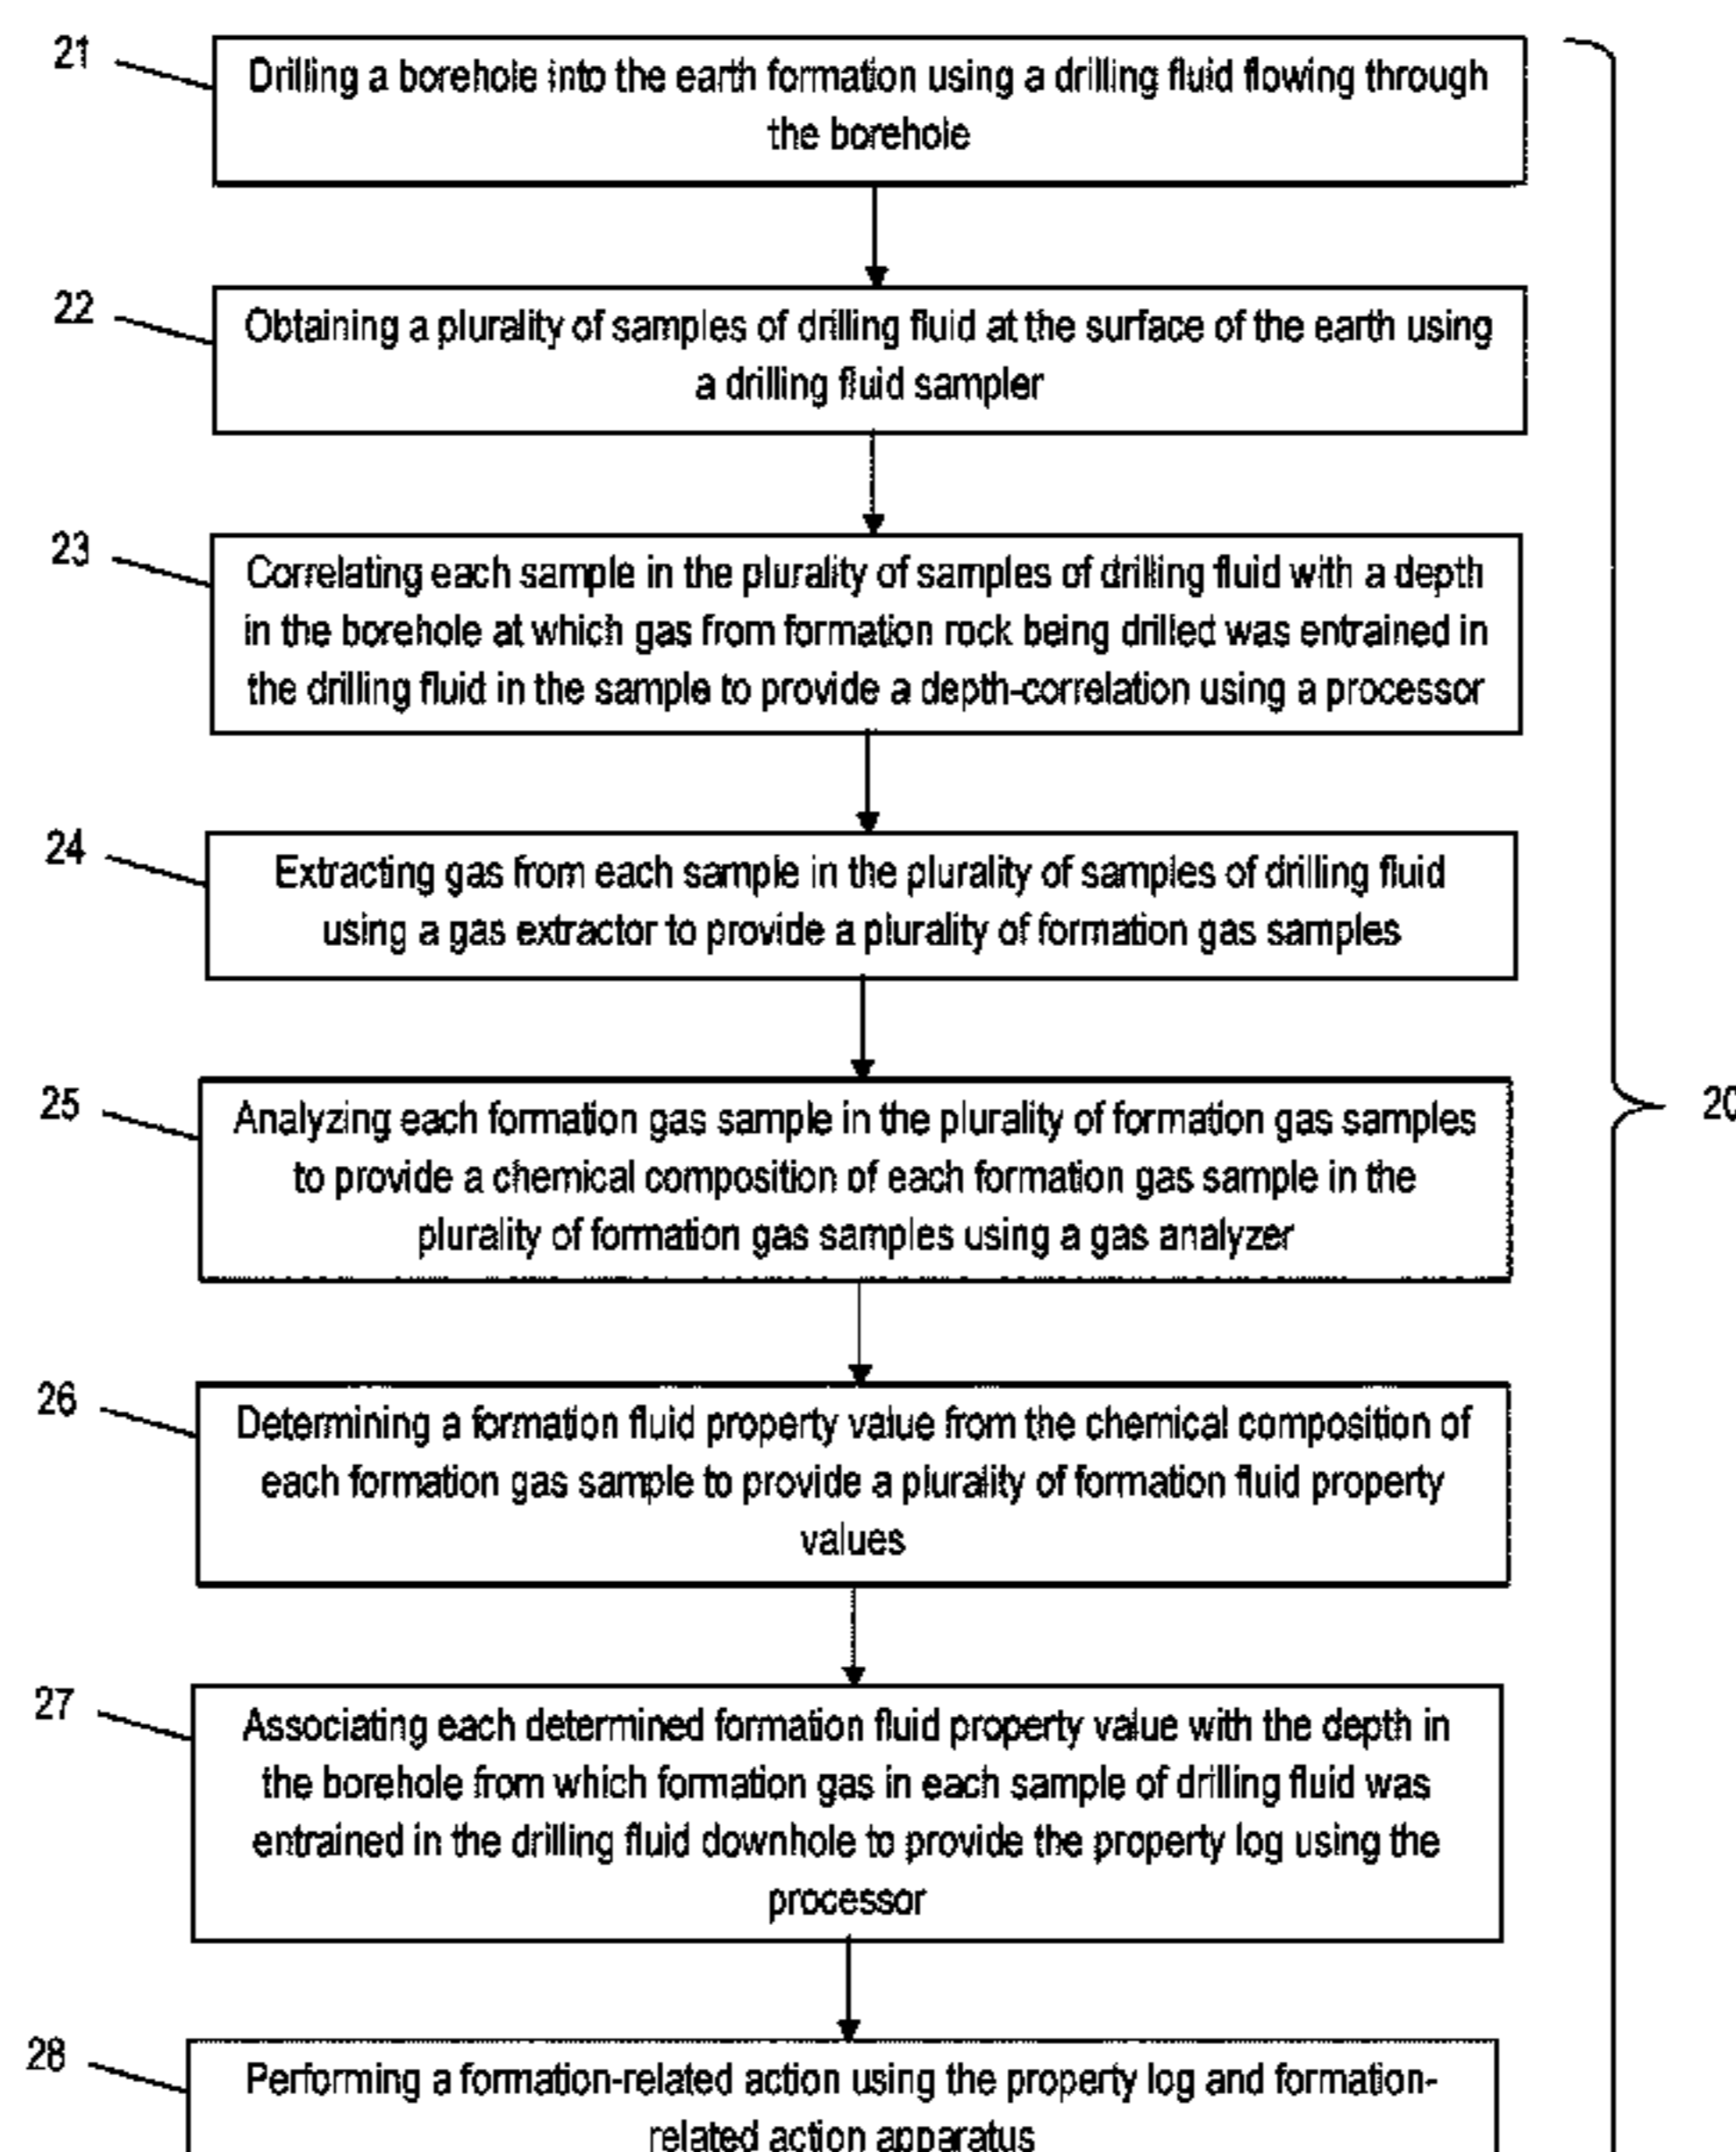 21
Drilling a borehole into the earth formation using a drilling fluid flowing through
the borehole
22
Obtaining a plurality of samples of drilling fluid at the surface of the earth using
a drilling fluid sampler
23
Correlating each sample in the plurality of samples of drilling fluid with a depth
in the borehole at which gas from formation rock being drilled was entrained in
the drilling fluid in the sample to provide a depth-correlation using a processor
24
Extracting gas from each sample in the plurality of samples of drilling fluid
using a gas extractor to provide a plurality of formation gas samples
25
Analyzing each formation gas sample in the plurality of formation gas samples
to provide a chemical composition of each formation gas sample in the
plurality of formation gas samples using a gas analyzer
20
26
Determining a formation fluid property value from the chemical composition of
each formation gas sample to provide a plurality of formation fluid property
values
27
Associating each determined formation fluid property value with the depth in
the borehole from which formation gas in each sample of drilling fluid was
entrained in the drilling fluid downhole to provide the property log using the
processor
28
Performing a formation-related action using the property log and formation-
related action apparatus